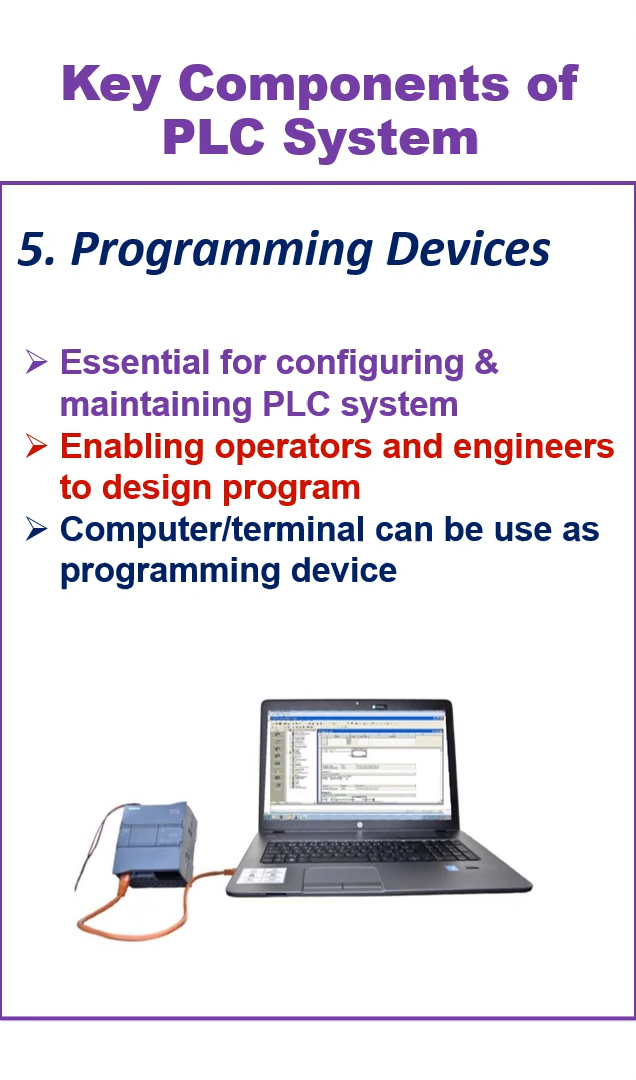 Key Components of
PLC System
5. Programming Devices
➢ Essential for configuring &
maintaining PLC system
➢ Enabling operators and engineers
to design program
➢ Computer/terminal can be use as
programming device